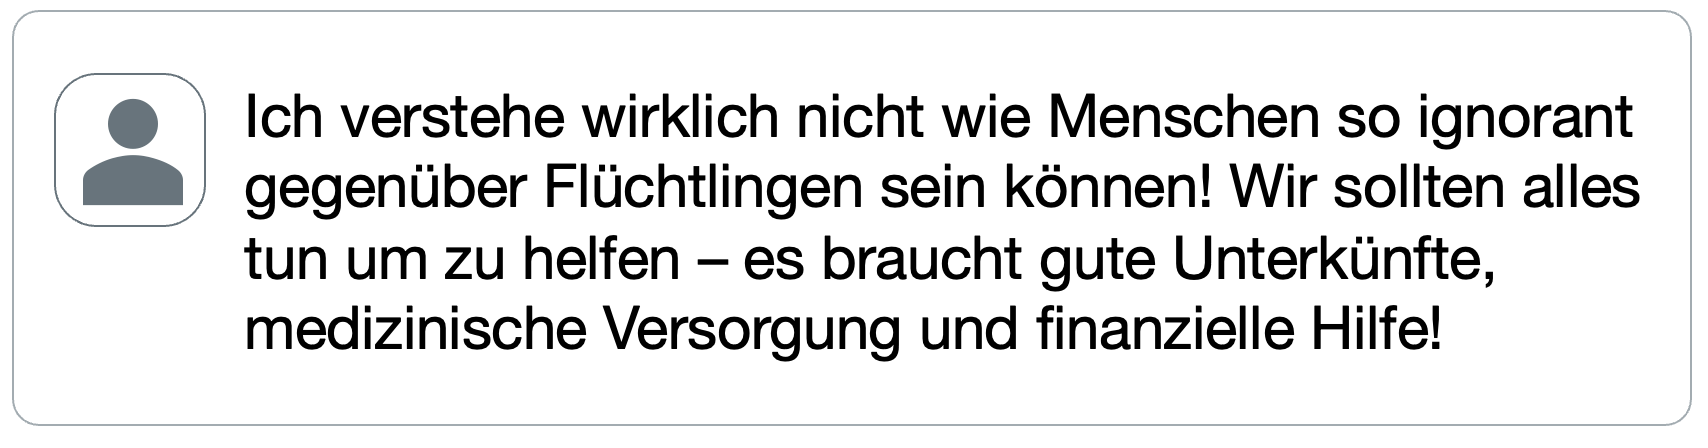 Ich verstehe wirklich nicht wie Menschen so ignorant
gegenüber Flüchtlingen sein können! Wir sollten alles
tun um zu helfen – es braucht gute Unterkünfte,
medizinische Versorgung und finanzielle Hilfe!